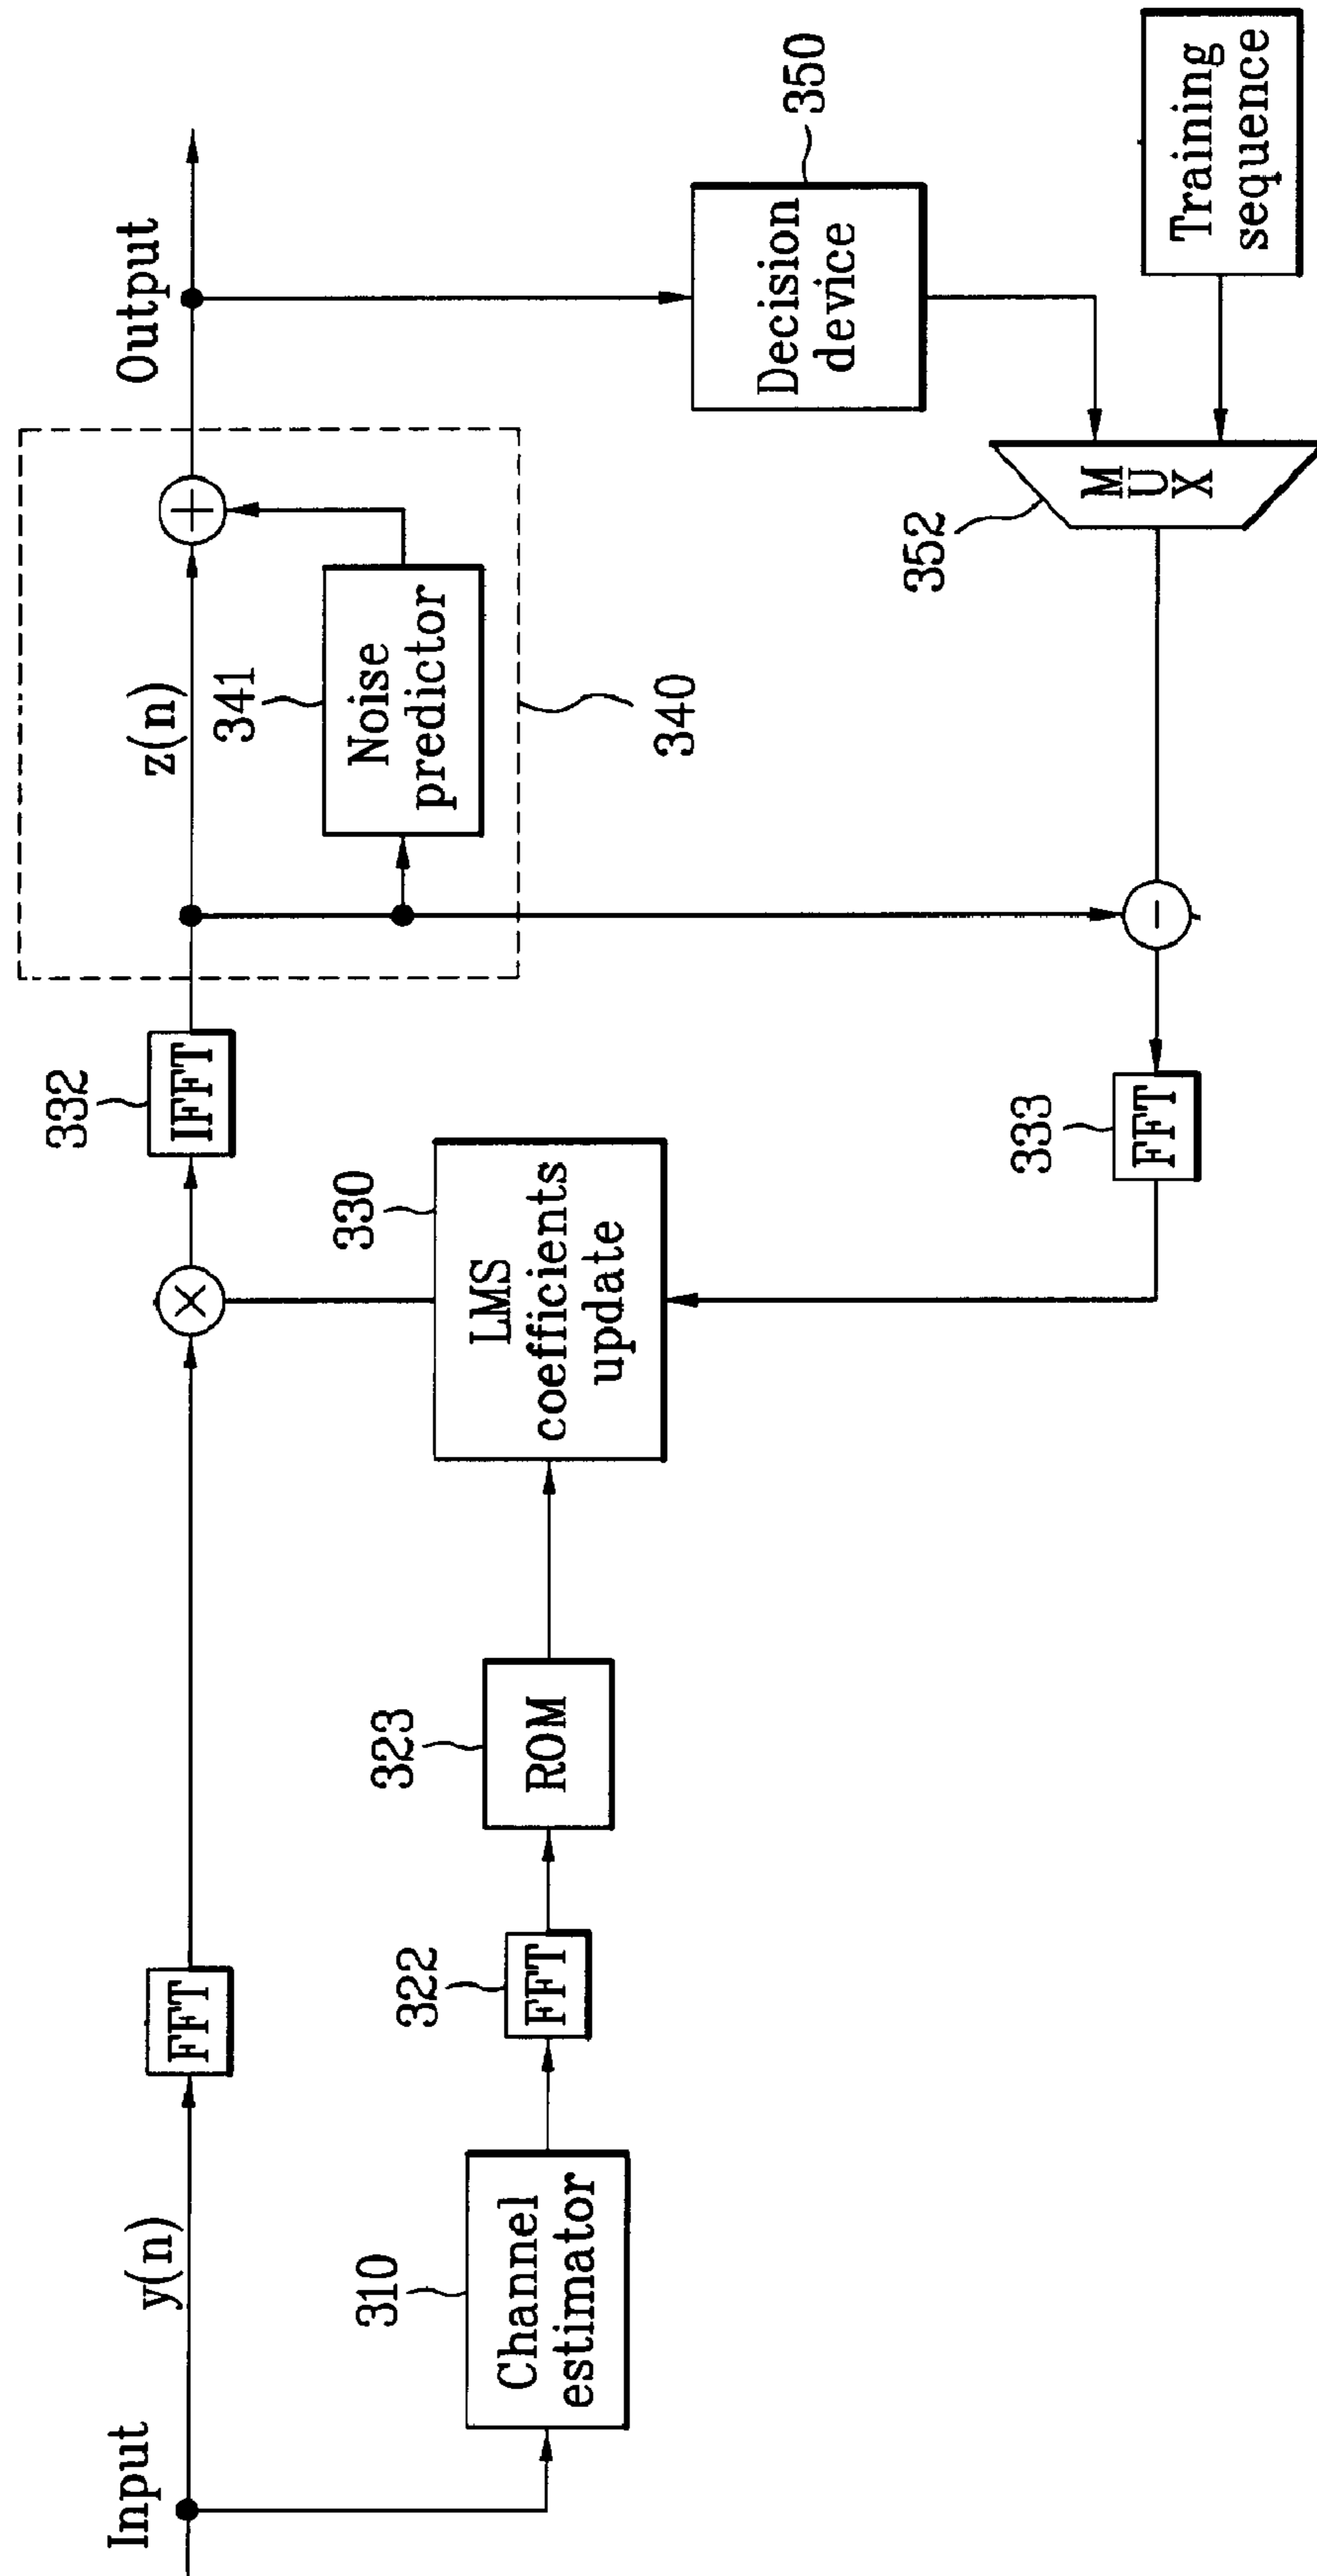 Input
y(n)
FFT
332
IFFT
z(n)
Output
341
Noise
predictor
340
310
Channel
estimator
322
FFT
323
ROM
330
LMS
coefficients
update
350
Decision
device
333
FFT
352
MUX
Training
sequence